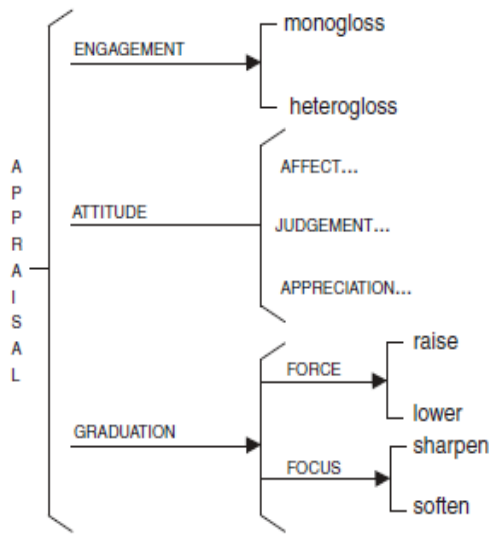 APPRAISAL
ENGAGEMENT
monogloss
heterogloss
ATTITUDE
AFFECT...
JUDGEMENT...
APPRECIATION...
GRADUATION
FORCE
raise
lower
FOCUS
sharpen
soften